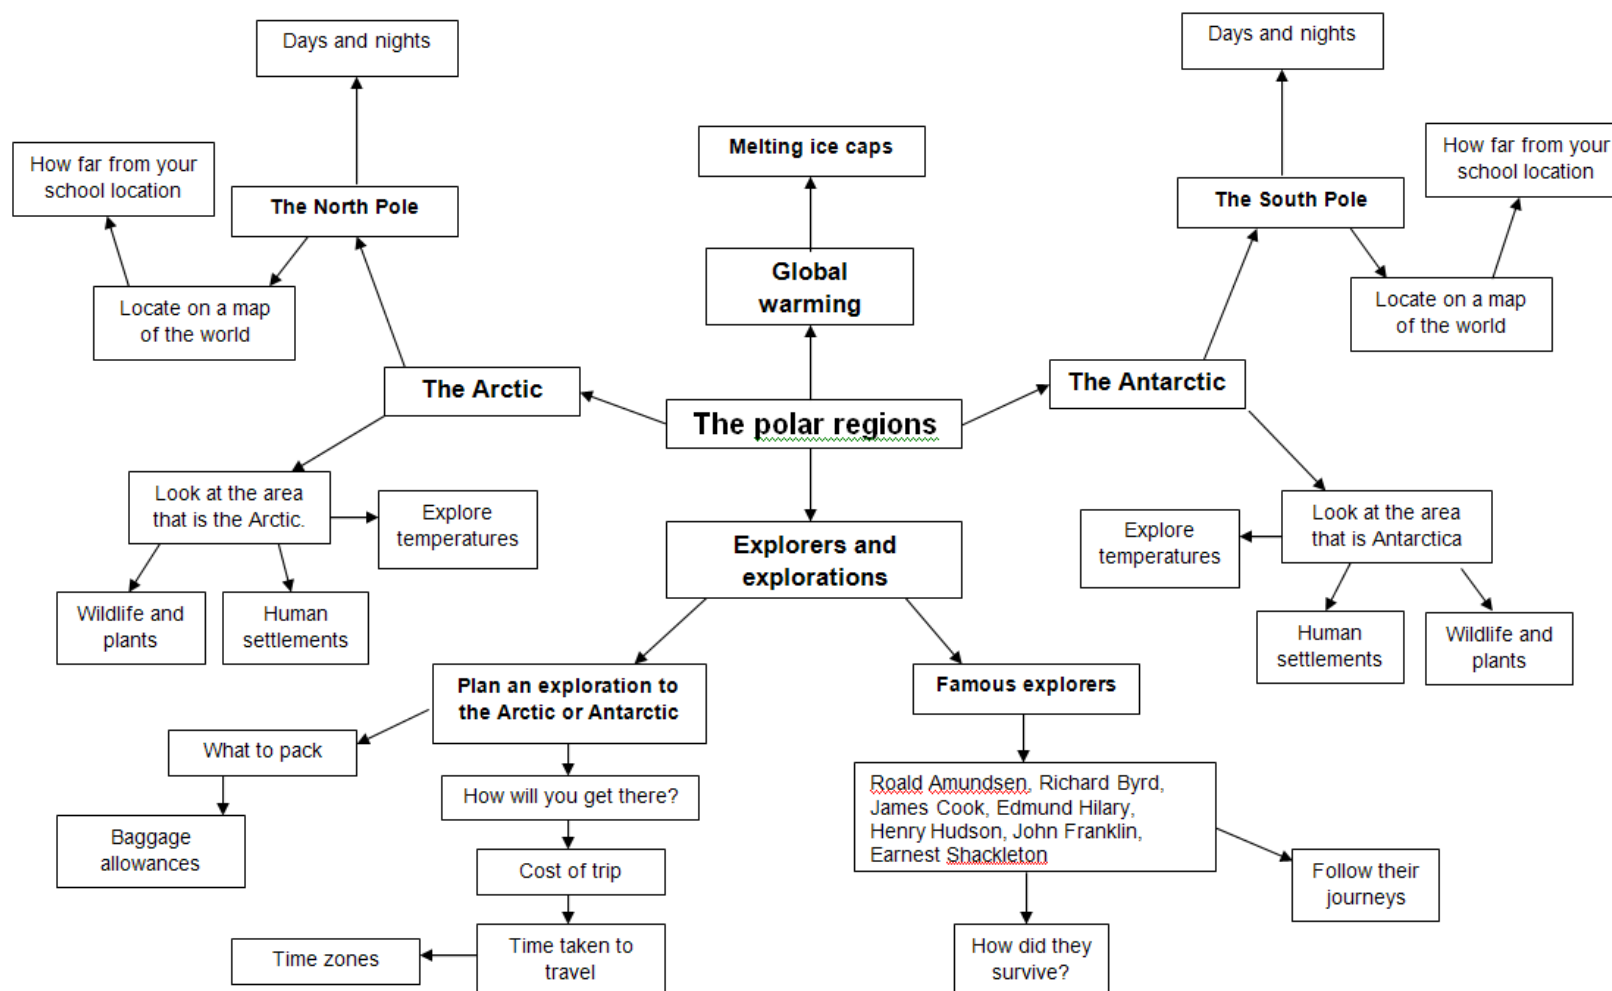 Days and nights
Days and nights
Melting ice caps
How far from your
school location
How far from your
school location
The North Pole
The South Pole
Global
warming
Locate on a map
of the world
Locate on a map
of the world
The Arctic
The Antarctic
The polar regions
Look at the area
that is the Arctic.
Explore
temperatures
Explorers and
explorations
Explore
temperatures
Look at the area
that is Antarctica
Wildlife and
plants
Human
settlements
Human
settlements
Wildlife and
plants
Plan an exploration to
the Arctic or Antarctic
Famous explorers
What to pack
How will you get there?
Roald Amundsen, Richard Byrd,
James Cook, Edmund Hilary,
Henry Hudson, John Franklin,
Earnest Shackleton
Baggage
allowances
Cost of trip
Follow their
journeys
Time zones
Time taken to
travel
How did they
survive?